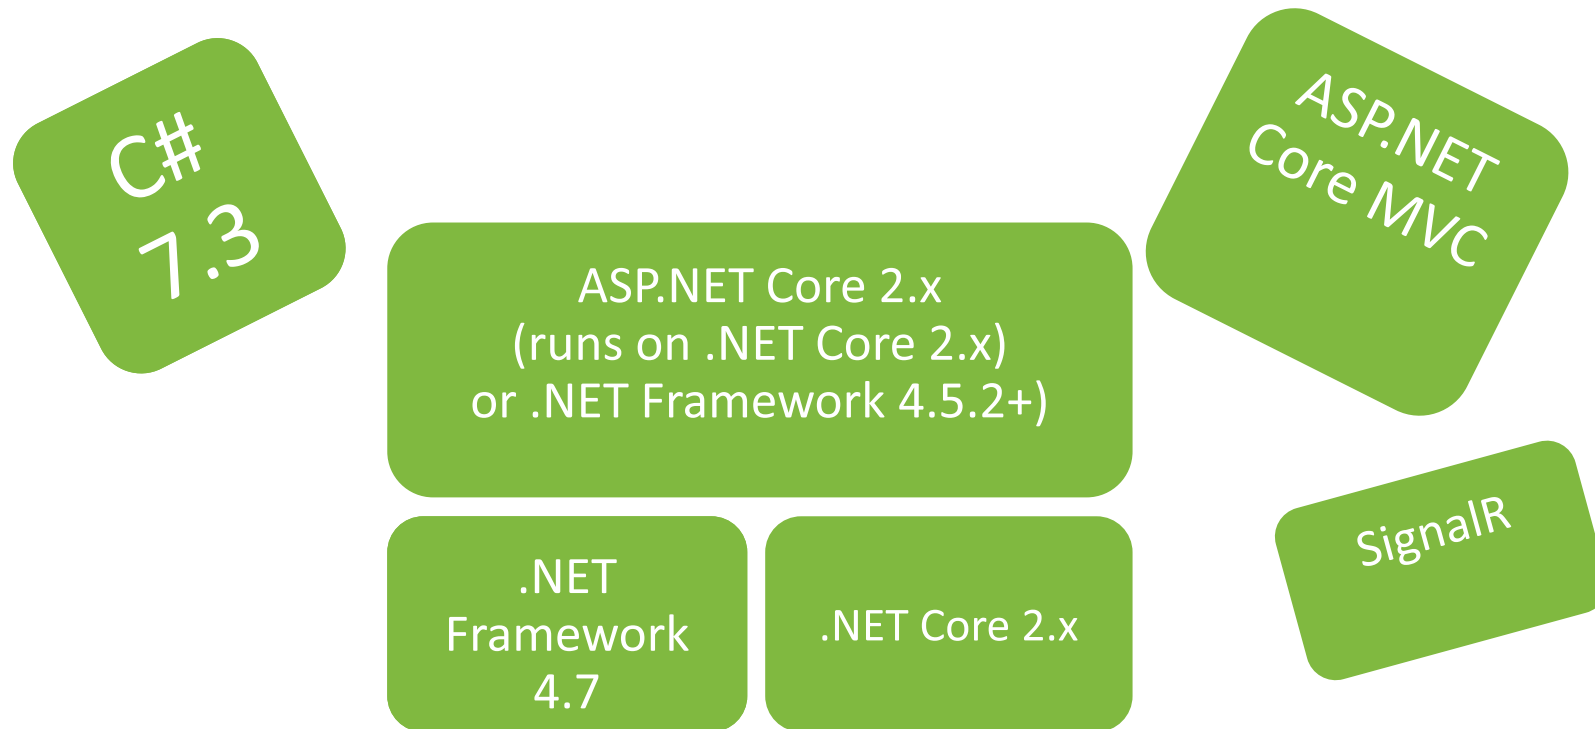 C#
7.3
ASP.NET
Core MVC
ASP.NET Core 2.x
(runs on .NET Core 2.x)
or .NET Framework 4.5.2+)
SignalR
.NET
Framework
4.7
.NET Core 2.x